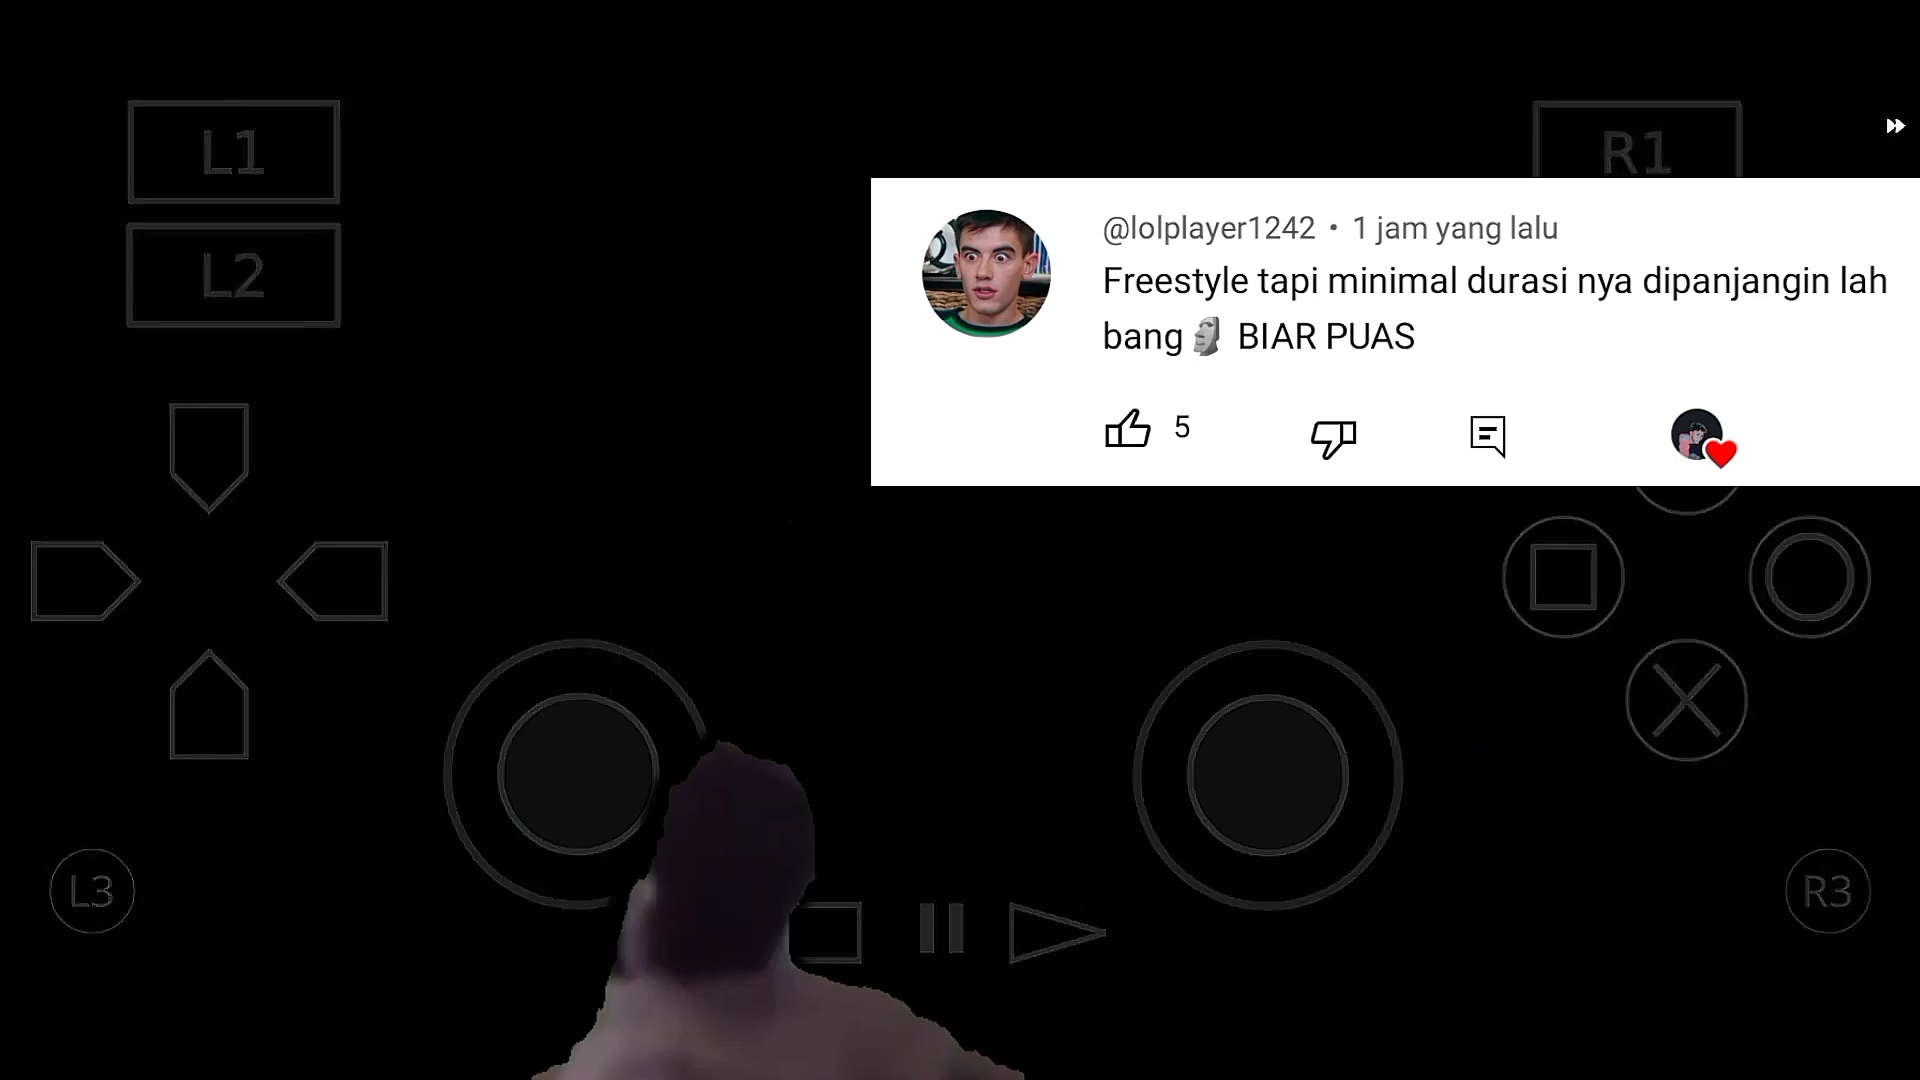 L1
R1
L2
@lolplayer1242 • 1 jam yang lalu
Freestyle tapi minimal durasi nya dipanjangin lah
bang🗿 BIAR PUAS
5
L3
R3